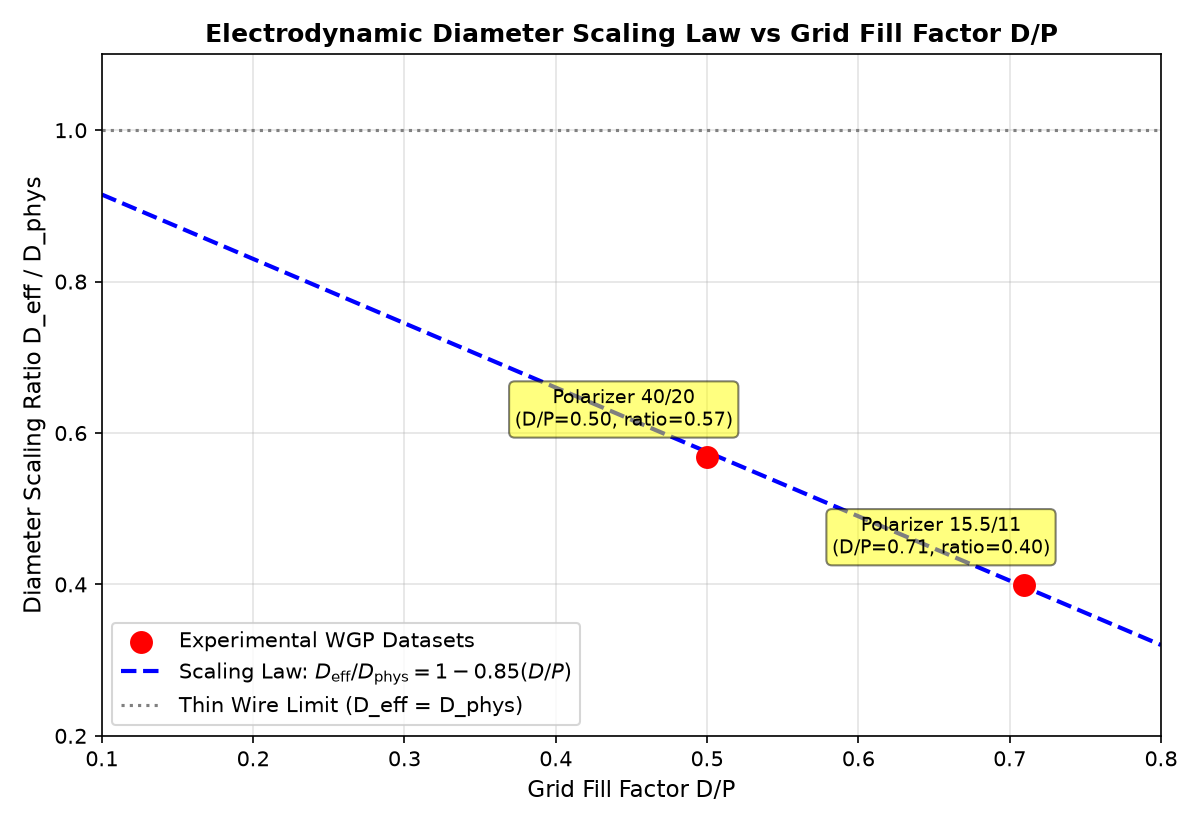 Electrodynamic Diameter Scaling Law vs Grid Fill Factor D/P
Diameter Scaling Ratio D_eff / D_phys
1.0
0.8
0.6
0.4
0.2
Polarizer 40/20
(D/P=0.50, ratio=0.57)
Polarizer 15.5/11
(D/P=0.71, ratio=0.40)
Experimental WGP Datasets
Scaling Law: D_eff/D_phys = 1 − 0.85(D/P)
Thin Wire Limit (D_eff = D_phys)
0.1 0.2 0.3 0.4 0.5 0.6 0.7 0.8
Grid Fill Factor D/P